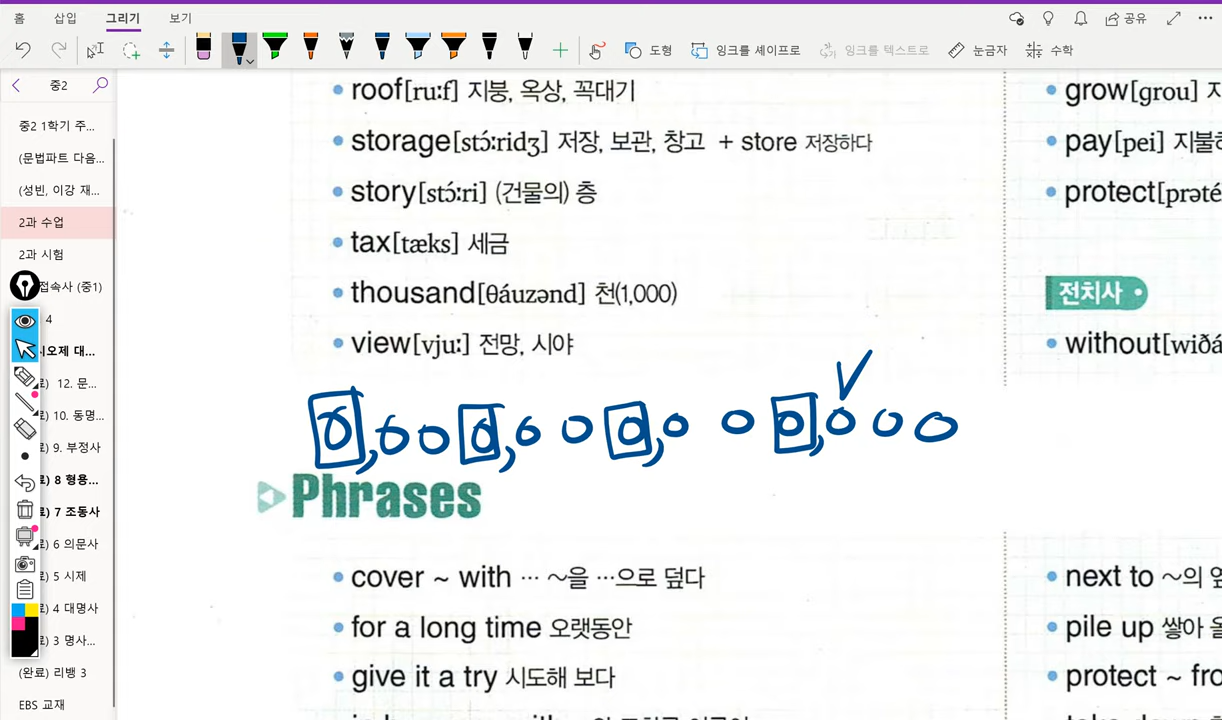 홈 삽입 그리기 보기
공유
도형 잉크를 셰이프로 잉크를 텍스트로 눈금자 수학
중2
중2 1학기 주...
(문법파트 다음...
(성빈, 이강 재...
2과 수업
2과 시험
접속사 (중1)
4
오제 대...
료) 12. 문...
료) 10. 동명...
료) 9. 부정사
료) 8 형용...
료) 7 조동사
료) 6 의문사
료) 5 시제
료) 4 대명사
료) 3 명사...
(완료) 리뱅 3
EBS 교재
roof[ruːf] 지붕, 옥상, 꼭대기
storage[stɔ́ːridʒ] 저장, 보관, 창고 + store 저장하다
story[stɔ́ːri] (건물의) 층
tax[tæks] 세금
thousand[θáuzənd] 천(1,000)
view[vjuː] 전망, 시야
grow[grou]
pay[pei] 지불
protect[prəté
전치사
without[wiðá
0,000,000,000,000
Phrases
cover ~ with … ～을 …으로 덮다
for a long time 오랫동안
give it a try 시도해 보다
next to ～의
pile up 쌓아
protect ~ fro